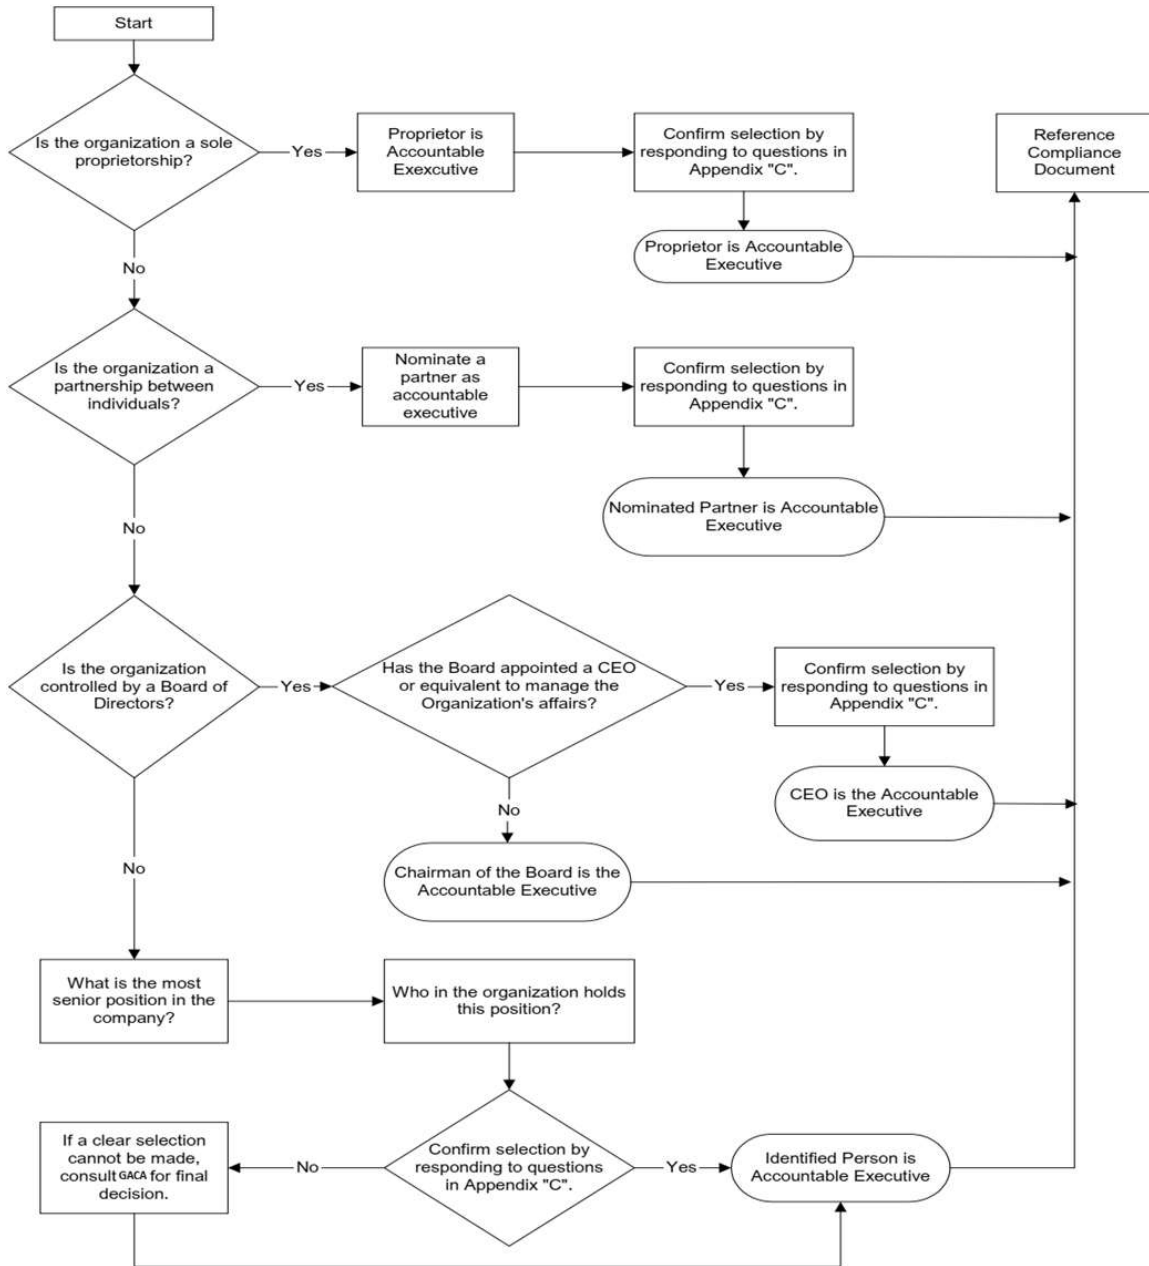 Start
Is the organization a sole
proprietorship?
Yes
Proprietor is
Accountable
Exexcutive
Confirm selection by
responding to questions in
Appendix "C".
Reference
Compliance
Document
Proprietor is Accountable
Executive
No
Is the organization a
partnership between
individuals?
Yes
Nominate a
partner as
accountable
executive
Confirm selection by
responding to questions in
Appendix "C".
Nominated Partner is Accountable
Executive
No
Is the organization
controlled by a Board of
Directors?
Yes
Has the Board appointed a CEO
or equivalent to manage the
Organization's affairs?
Yes
Confirm selection by
responding to questions in
Appendix "C".
CEO is the Accountable
Executive
No
Chairman of the Board is the
Accountable Executive
No
What is the most
senior position in the
company?
Who in the organization holds
this position?
Confirm selection by
responding to questions
in Appendix "C".
No
If a clear selection
cannot be made,
consult GACA for final
decision.
Yes
Identified Person is
Accountable Executive